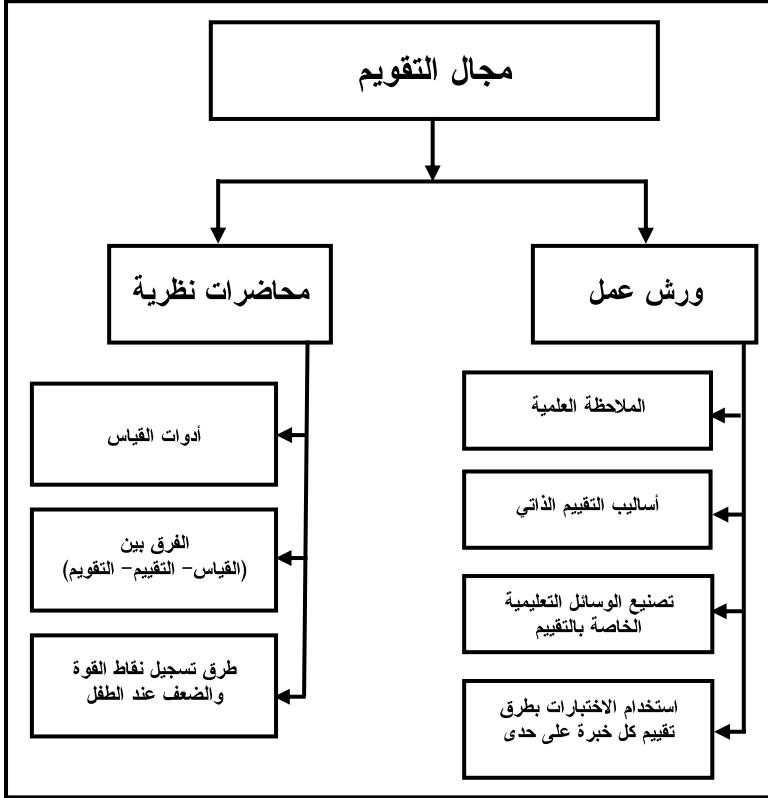 مجال التقويم
ورش عمل
الملاحظة العلمية
أساليب التقييم الذاتي
تصنيع الوسائل التعليمية
الخاصة بالتقييم
استخدام الاختبارات بطرق
تقييم كل خبرة على حدى
محاضرات نظرية
أدوات القياس
الفرق بين
(القياس- التقييم- التقويم)
طرق تسجيل نقاط القوة
والضعف عند الطفل